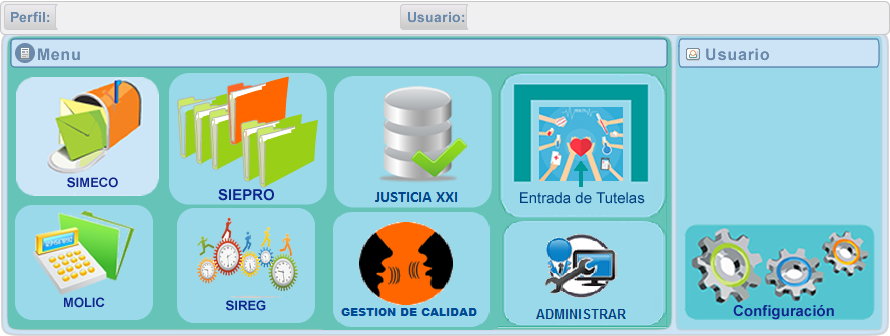 Perfil:
Usuario:
Menu
Usuario
SIMECO
SIEPRO
JUSTICIA XXI
Entrada de Tutelas
MOLIC
SIREG
GESTION DE CALIDAD
ADMINISTRAR
Configuración